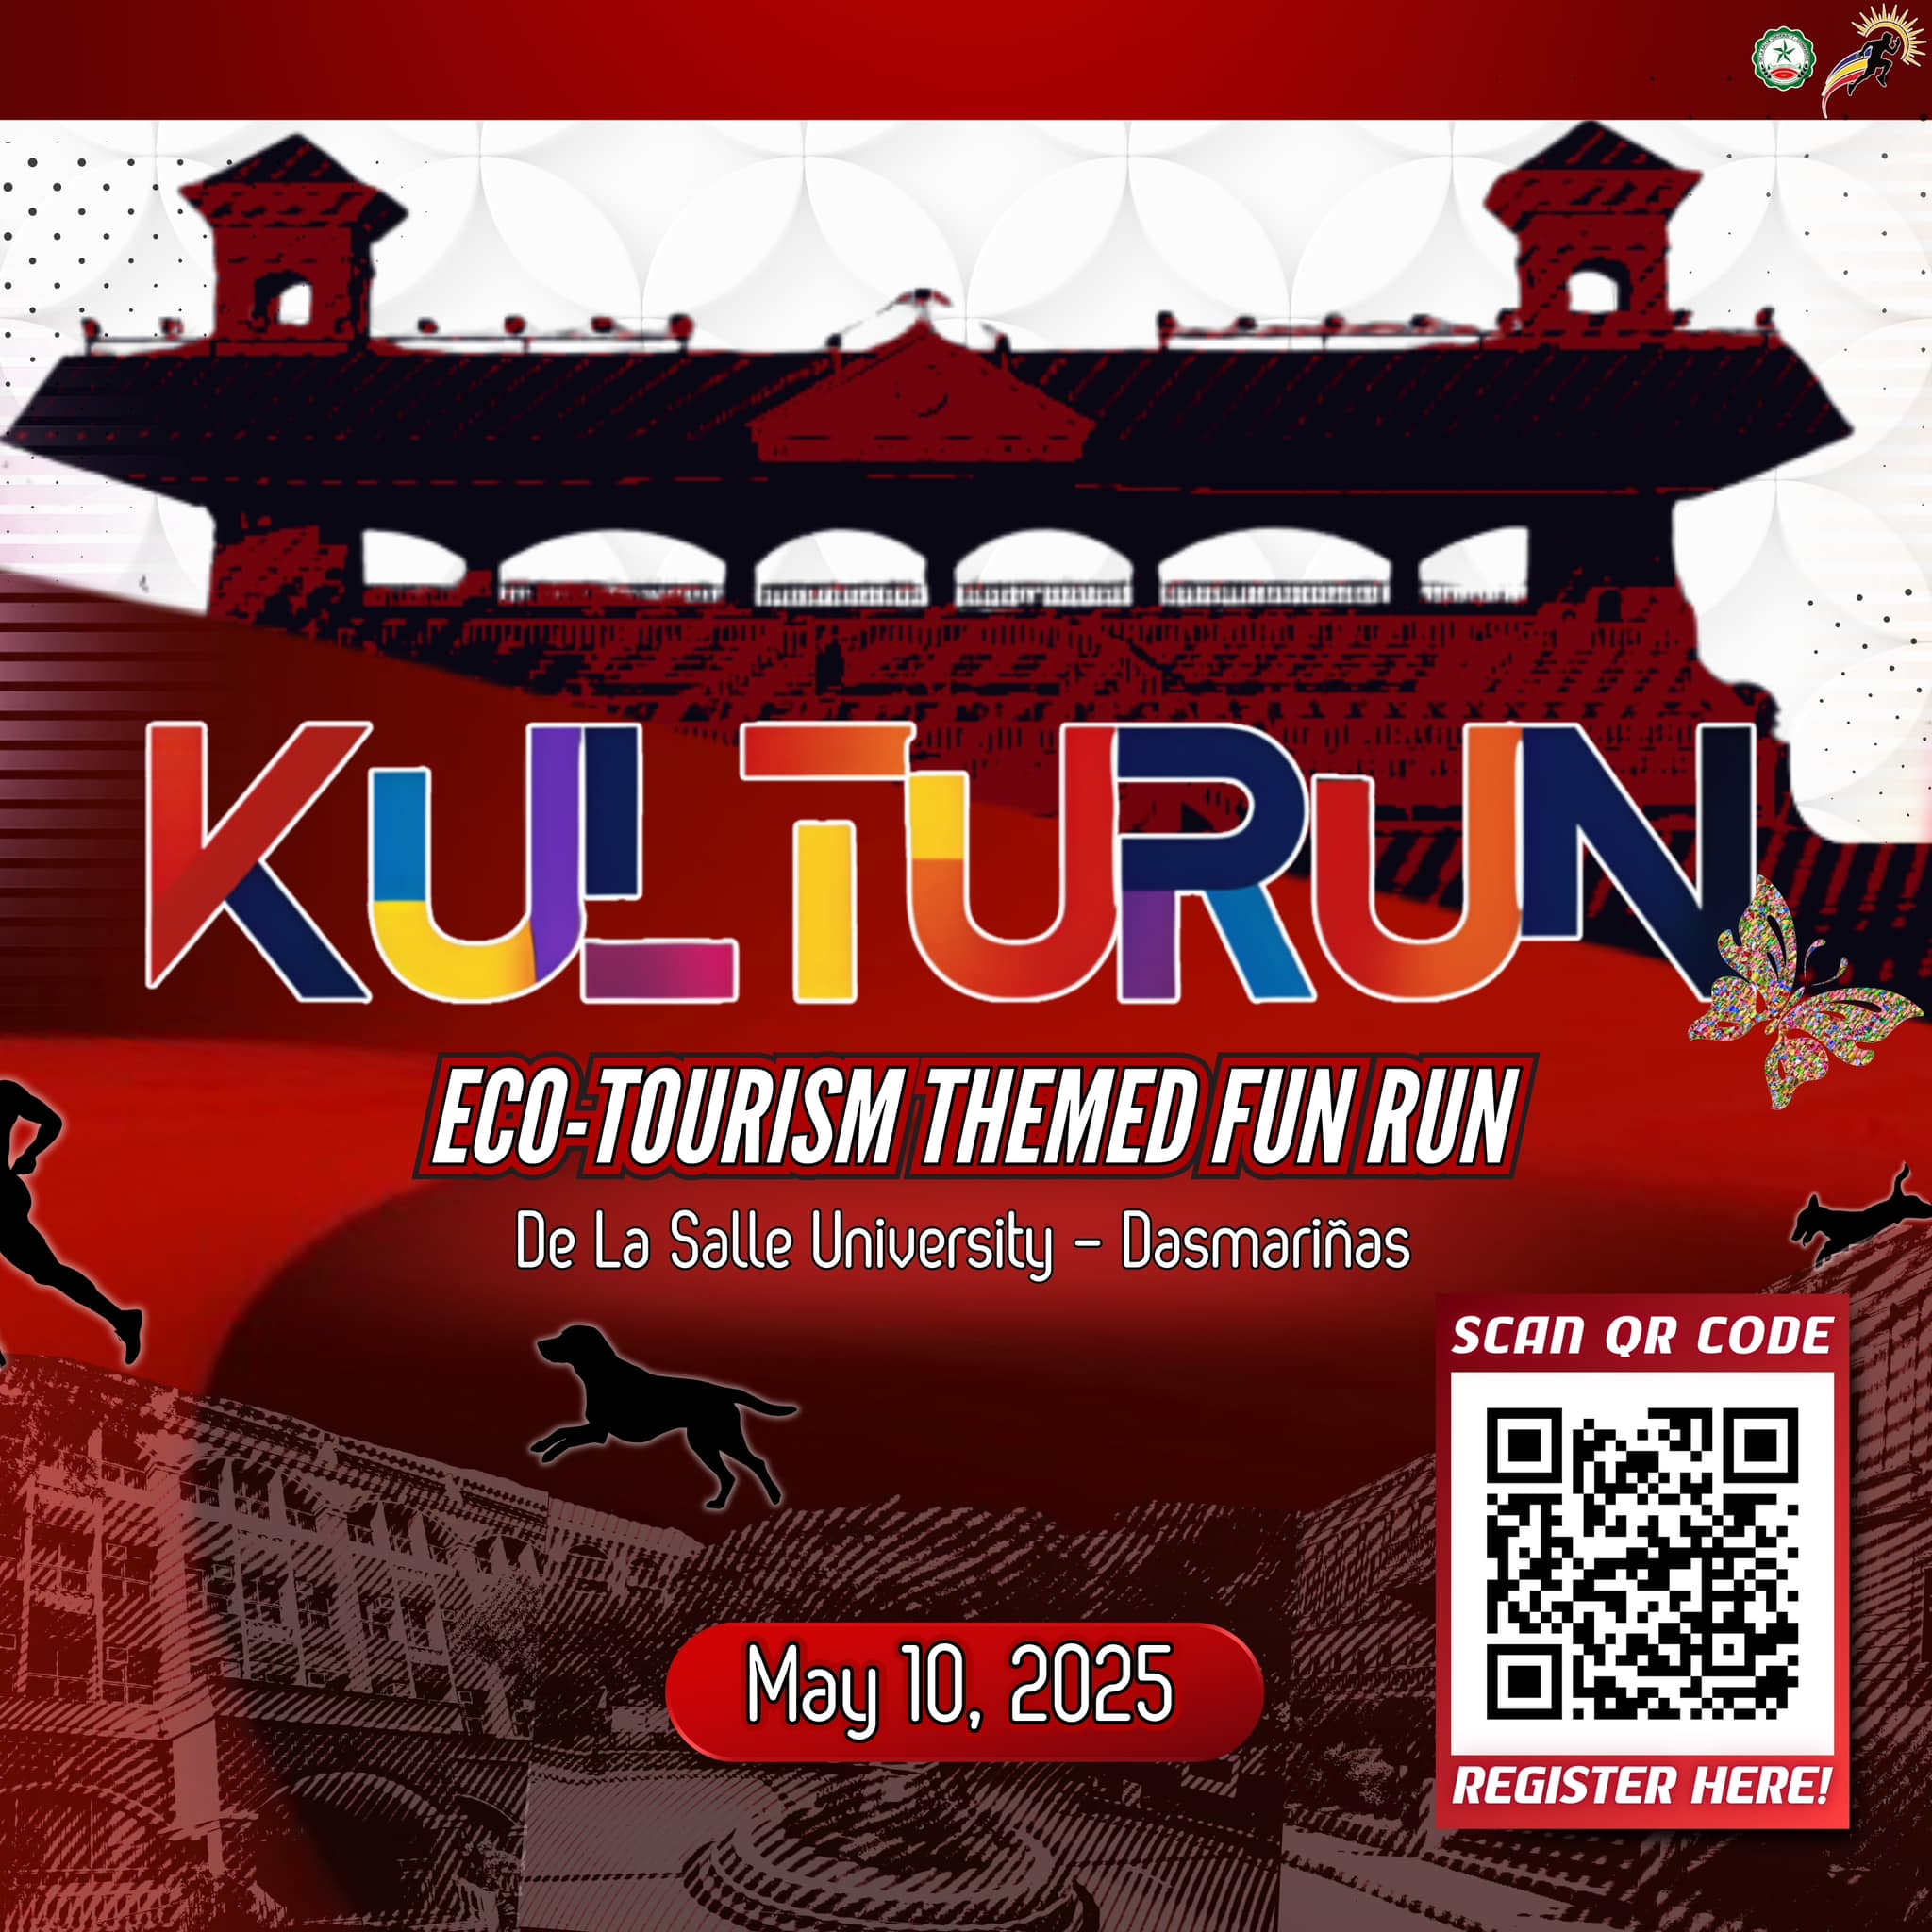 KULTURUN
ECO-TOURISM THEMED FUN RUN
De La Salle University - Dasmariñas
SCAN QR CODE
May 10, 2025
REGISTER HERE!